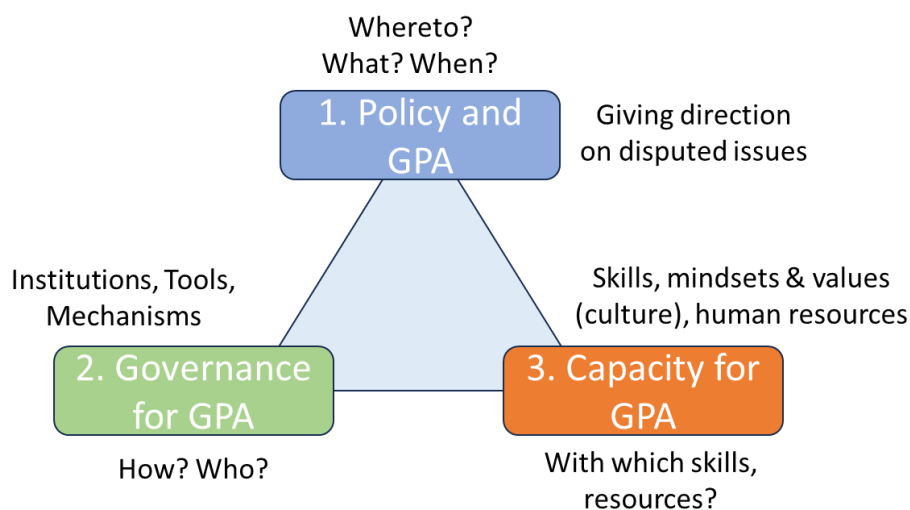 Whereto?
What? When?
1. Policy and
GPA
Giving direction
on disputed issues
Institutions, Tools,
Mechanisms
Skills, mindsets & values
(culture), human resources
2. Governance
for GPA
3. Capacity for
GPA
How? Who?
With which skills,
resources?